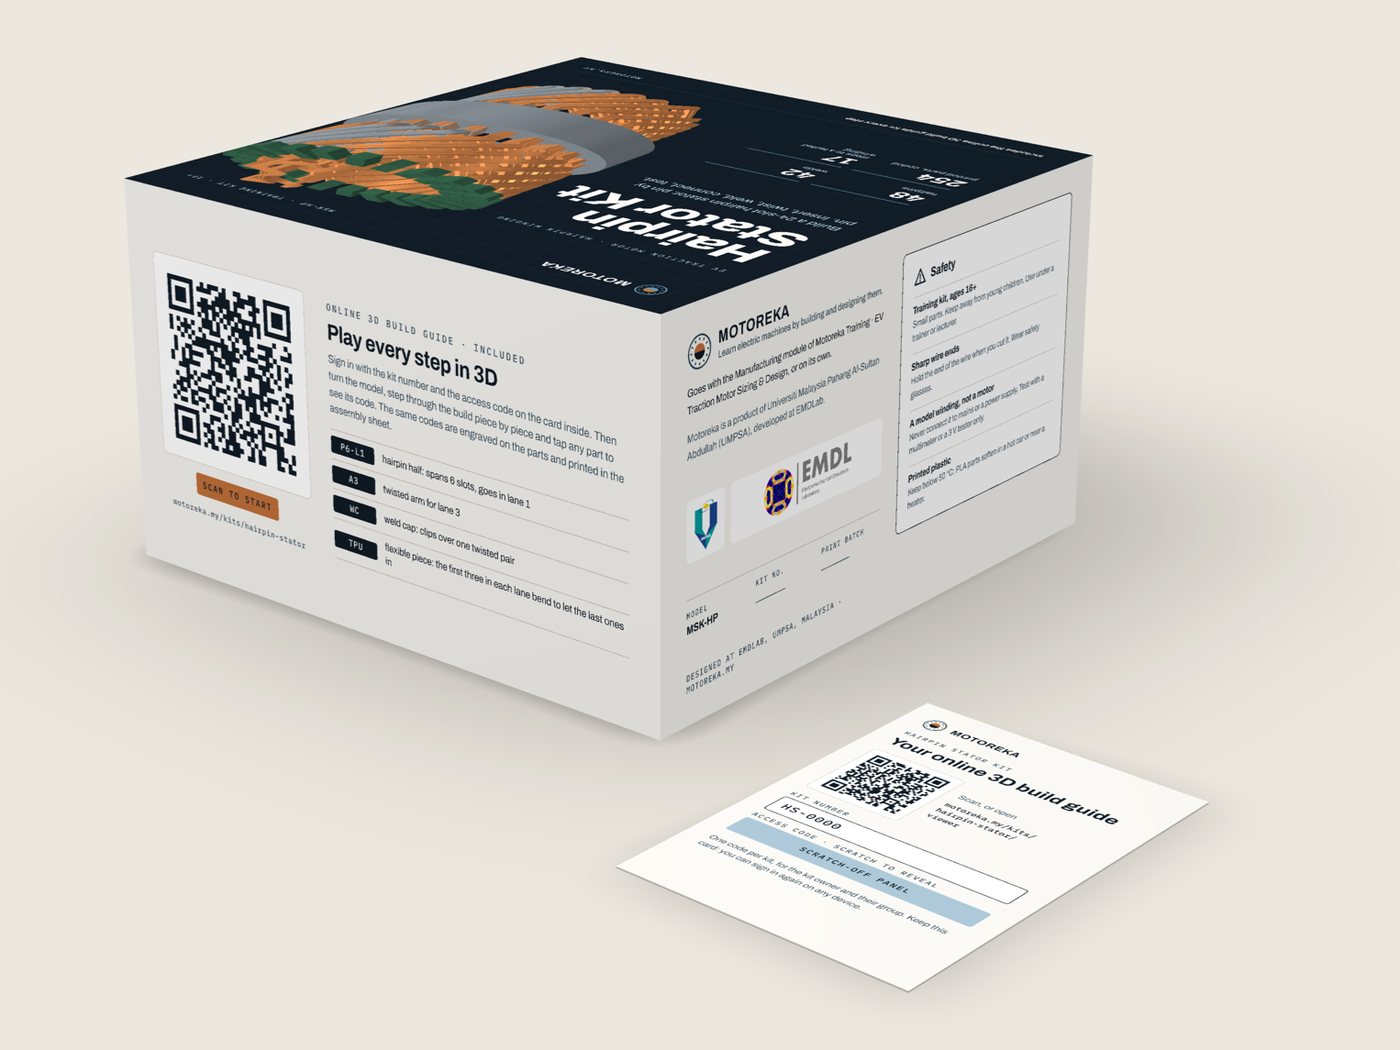 MOTOREKA
EV TRACTION MOTOR · HAIRPIN WINDING
Hairpin
Stator Kit
Build a 24-slot hairpin stator, pin by
pin. Insert, twist, weld, connect, test.
48
hairpins
42
welds
254
printed parts
17
Includes the online 3D build guide for every step
MOTOREKA.MY
ONLINE 3D BUILD GUIDE · INCLUDED
Play every step in 3D
Sign in with the kit number and the access code on the card inside. Then
turn the model, step through the build piece by piece and tap any part to
see its code. The same codes are engraved on the parts and printed in the
assembly sheet.
P6-L1 hairpin half: spans 6 slots, goes in lane 1
A3 twisted arm for lane 3
WC weld cap: clips over one twisted pair
TPU flexible piece: the first three in each lane bend to let the last ones
in
SCAN TO START
motoreka.my/kits/hairpin-stator
MOTOREKA
Learn electric machines by building and designing them.
Goes with the Manufacturing module of Motoreka Training · EV
Traction Motor Sizing & Design, or on its own.
Motoreka is a product of Universiti Malaysia Pahang Al-Sultan
Abdullah (UMPSA), developed at EMDLab.
EMDL
MODEL
MSK-HP
KIT NO.
PRINT BATCH
DESIGNED AT EMDLAB, UMPSA, MALAYSIA ·
MOTOREKA.MY
Safety
Training kit, ages 16+
Small parts. Keep away from young children. Use under a
trainer or lecturer.
Sharp wire ends
Hold the end of the wire when you cut it. Wear safety
glasses.
A model winding, not a motor
Never connect it to mains or a power supply. Test with a
multimeter or a 3 V tester only.
Printed plastic
Keep below 50 °C: PLA parts soften in a hot car or near a
heater.
MOTOREKA
HAIRPIN STATOR KIT
Your online 3D build guide
Scan, or open
motoreka.my/kits/
hairpin-stator/
viewer
KIT NUMBER
HS-0000
ACCESS CODE · SCRATCH TO REVEAL
SCRATCH-OFF PANEL
One code per kit, for the kit owner and their group. Keep this
card: you can sign in again on any device.